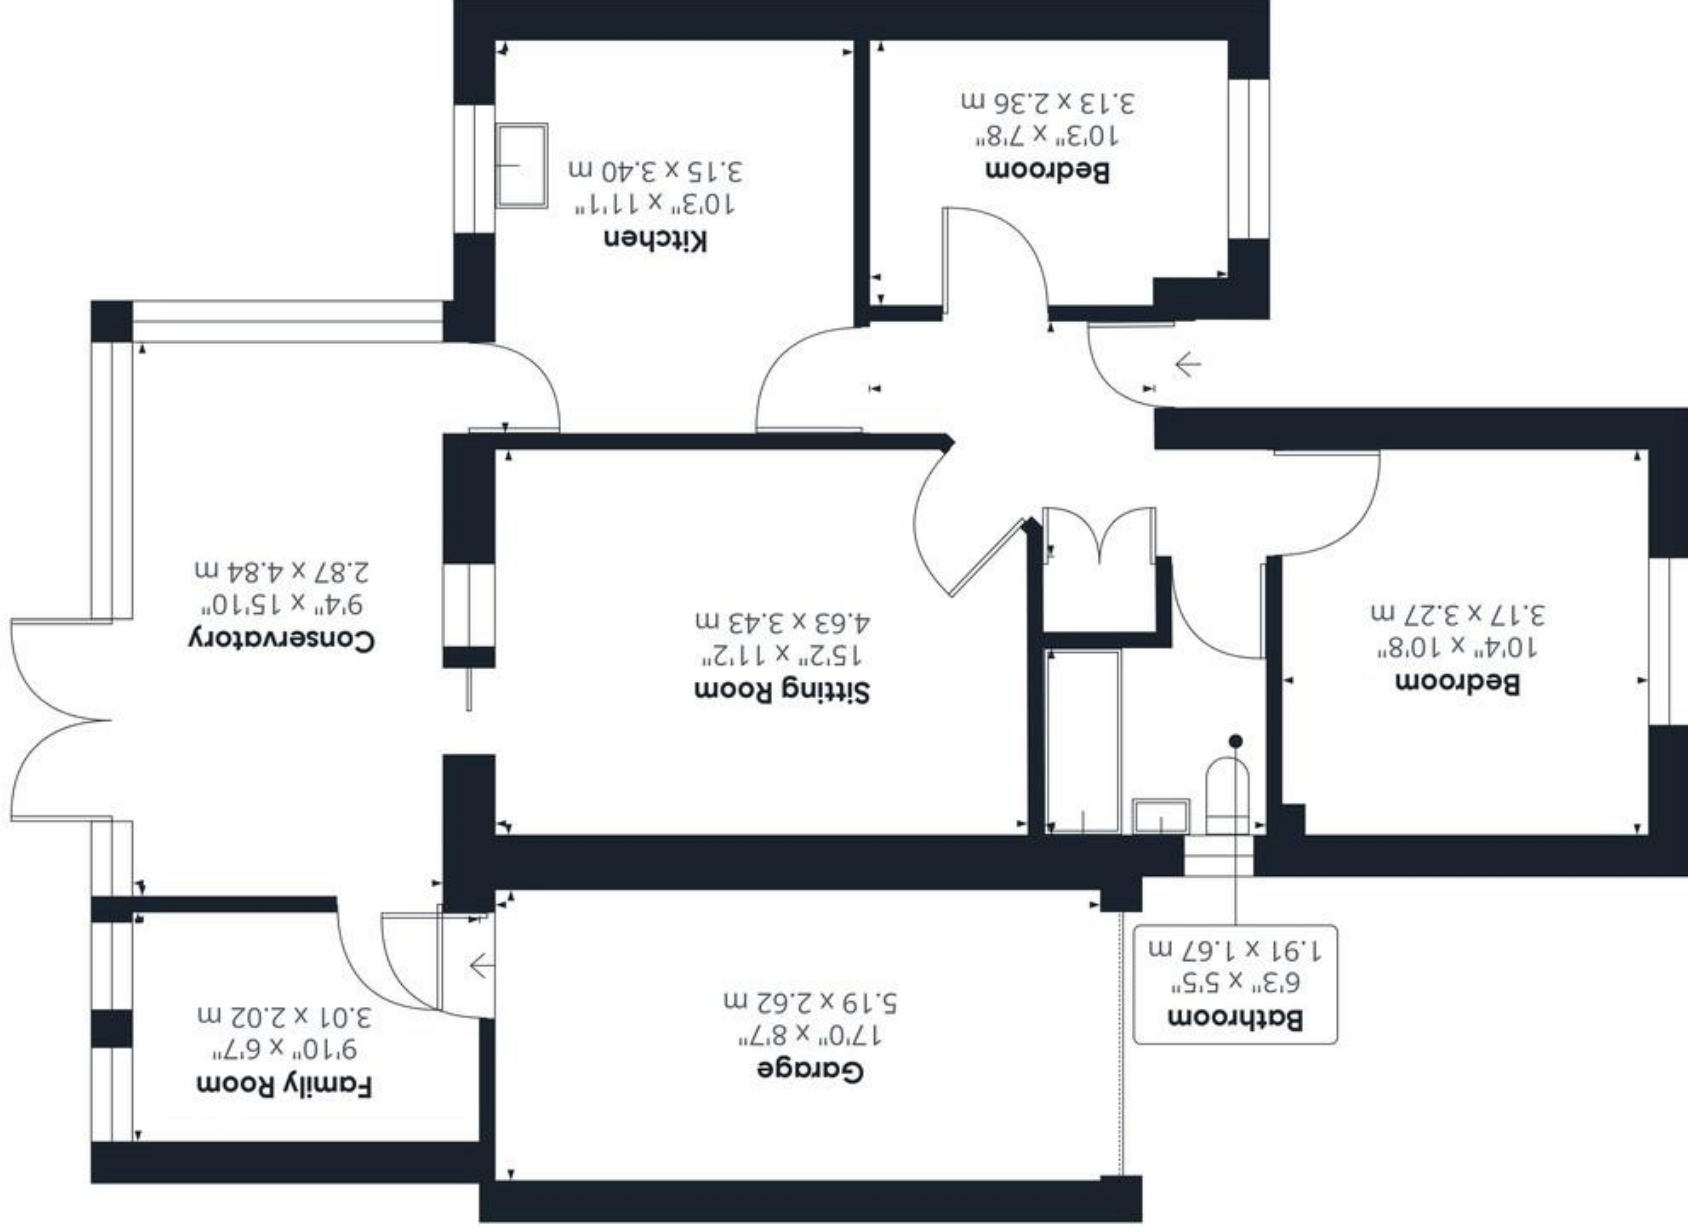 Garage
17'0" x 8'7"
5.19 x 2.62 m
Family Room
9'10" x 6'7"
3.01 x 2.02 m
Bathroom
6'3" x 5'5"
1.91 x 1.67 m
Bedroom
10'4" x 10'8"
3.17 x 3.27 m
Sitting Room
15'2" x 11'2"
4.63 x 3.43 m
Conservatory
9'4" x 15'10"
2.87 x 4.84 m
Bedroom
10'3" x 7'8"
3.13 x 2.36 m
Kitchen
10'3" x 11'1"
3.15 x 3.40 m